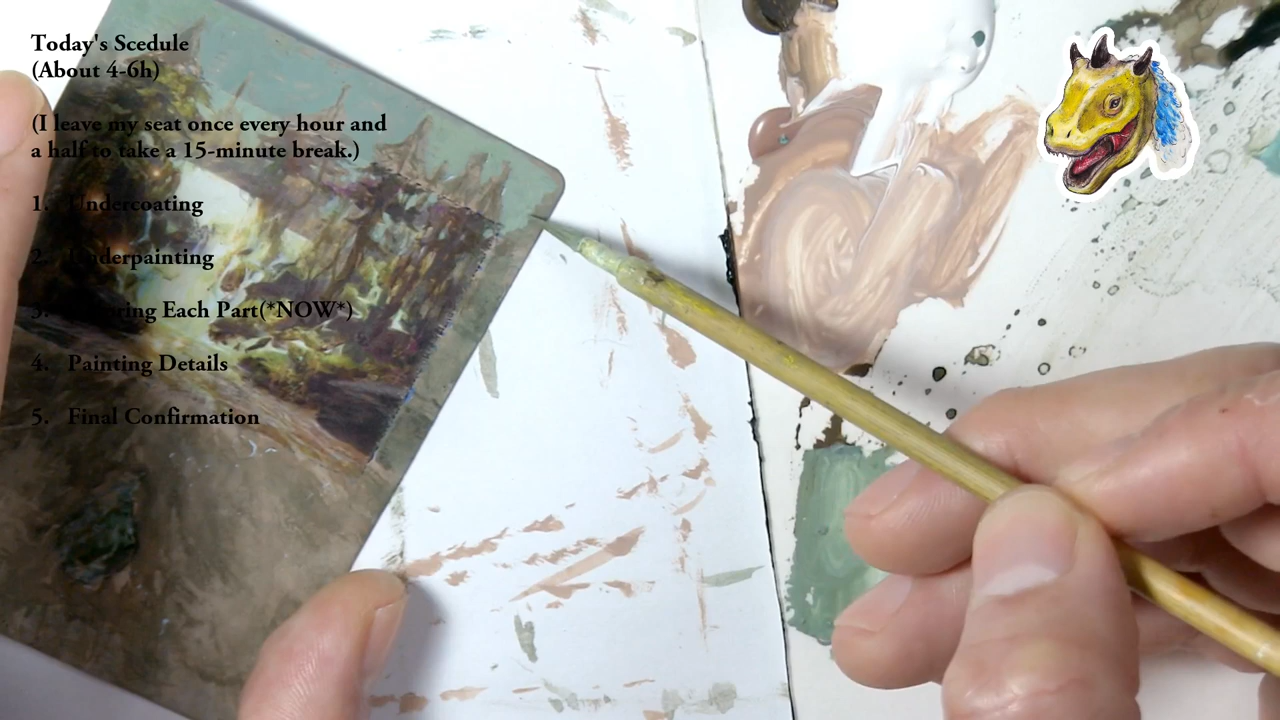 Today's Scedule
(About 4-6h)
(I leave my seat once every hour and
a half to take a 15-minute break.)
1. Undercoating
2. Underpainting
3. Each Part(*NOW*)
4. Painting Details
5. Final Confirmation